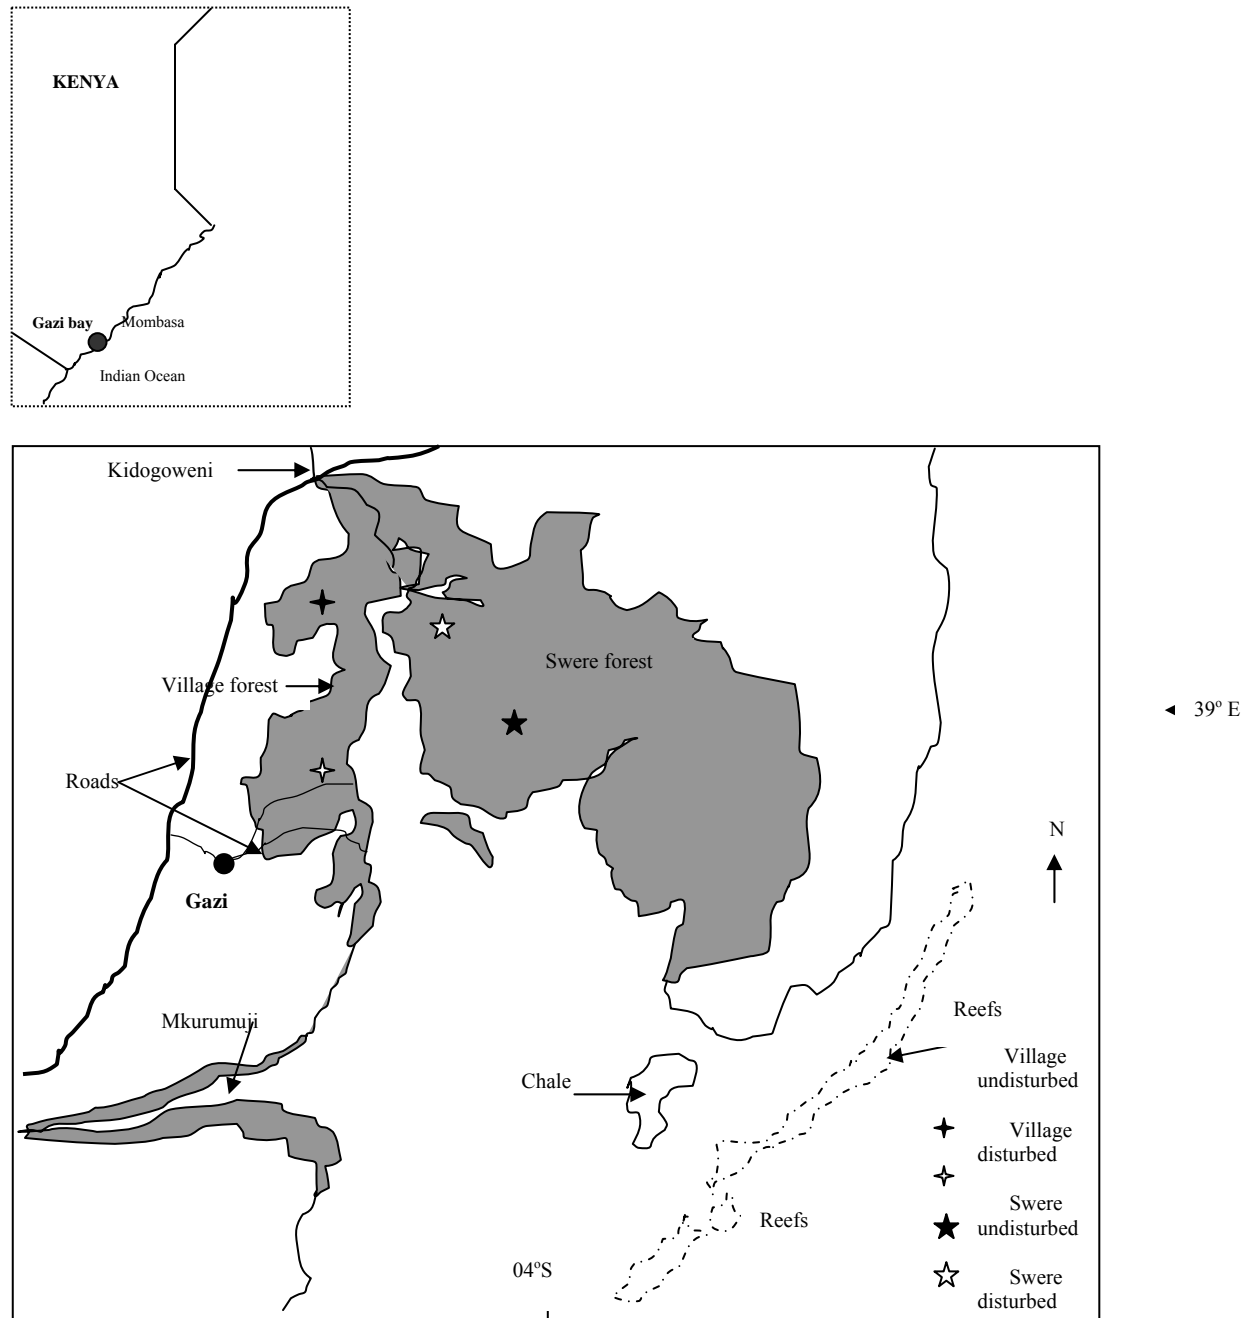 KENYA
Gazi bay
Mombasa
Indian Ocean
Kidogoweni
Swere forest
Village forest
39º E
Roads
N
Gazi
Reefs
Mkurumuji
Village
undisturbed
Chale
Village
disturbed
Swere
undisturbed
Reefs
04ºS
Swere
disturbed